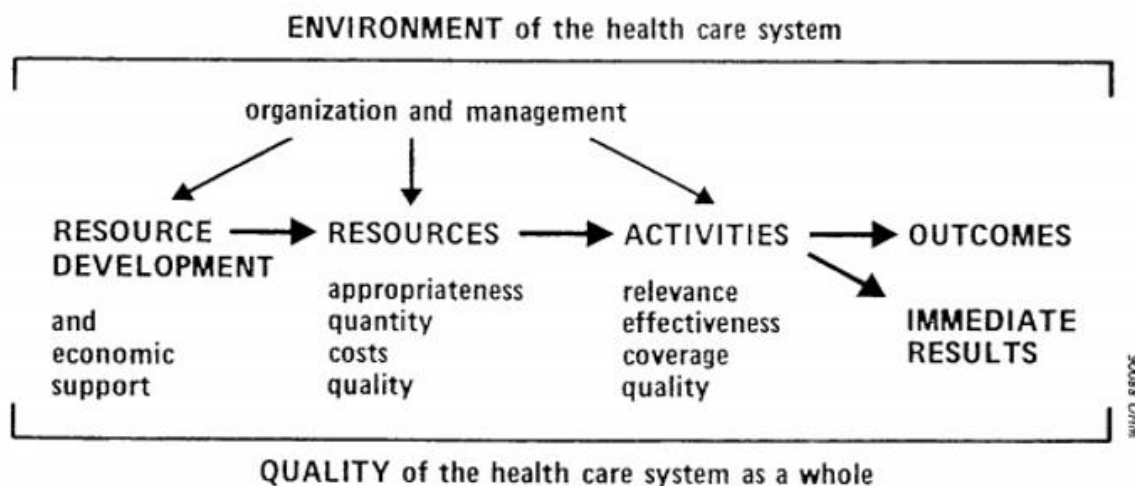 ENVIRONMENT of the health care system
organization and management
RESOURCE
DEVELOPMENT
and
economic
support
RESOURCES
appropriateness
quantity
costs
quality
ACTIVITIES
relevance
effectiveness
coverage
quality
OUTCOMES
IMMEDIATE
RESULTS
QUALITY of the health care system as a whole